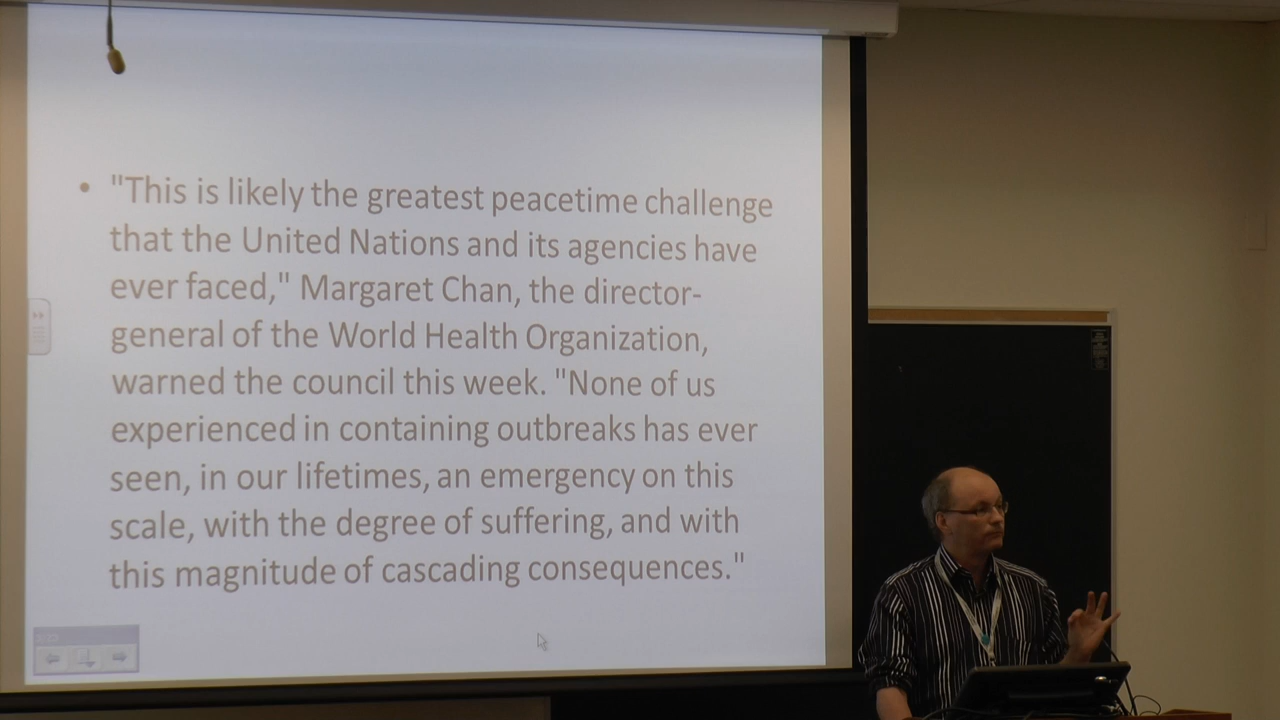 • "This is likely the greatest peacetime challenge
that the United Nations and its agencies have
ever faced," Margaret Chan, the director-
general of the World Health Organization,
warned the council this week. "None of us
experienced in containing outbreaks has ever
seen, in our lifetimes, an emergency on this
scale, with the degree of suffering, and with
this magnitude of cascading consequences."